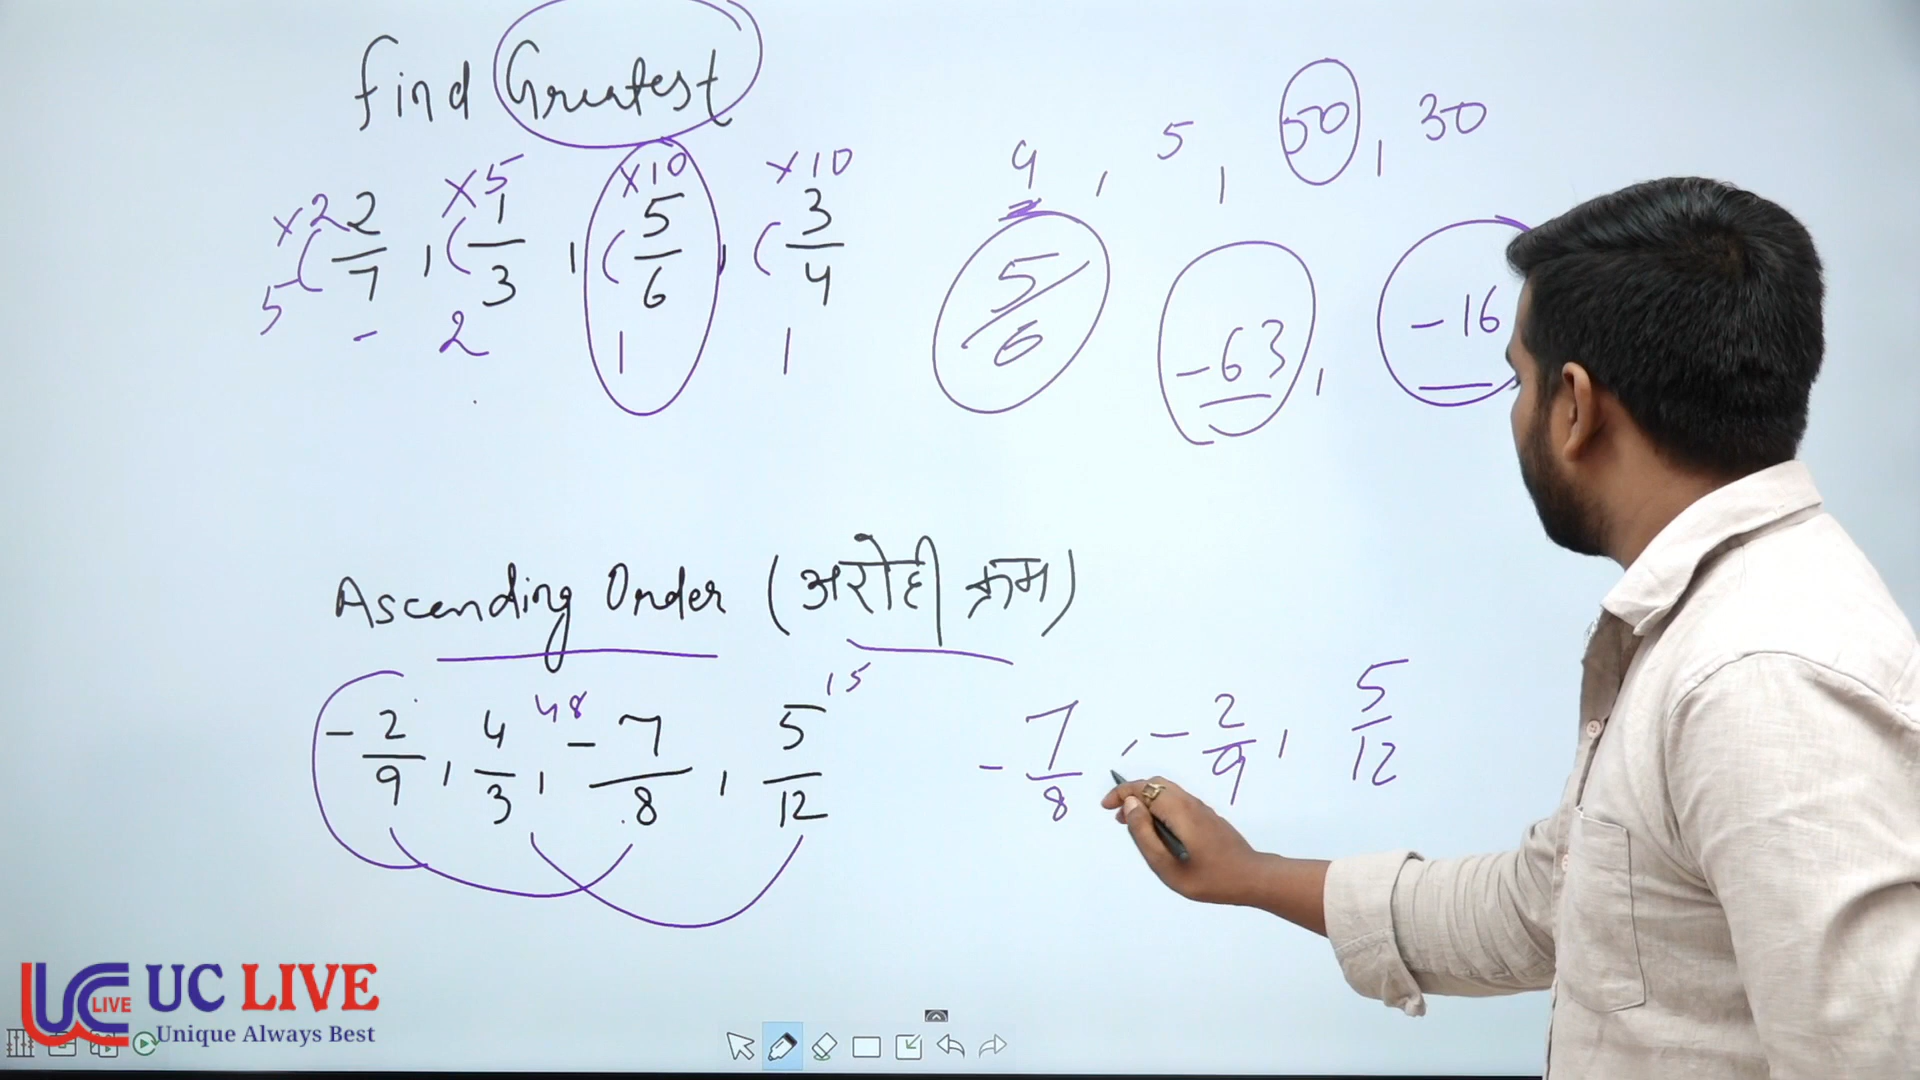 Find Greatest
×2 2/7 , ×5 1/3 , ×10 5/6 , ×10 3/4
5 - 2 1 1
9 , 5 , 50 , 30
5/6 -63 , -16
Ascending Order (अरोही क्रम)
-2/9 , 4/3 , 48 -7/8 , 5/12 15
-7/8 , -2/9 , 5/12
UC LIVE
LIVE
Unique Always Best